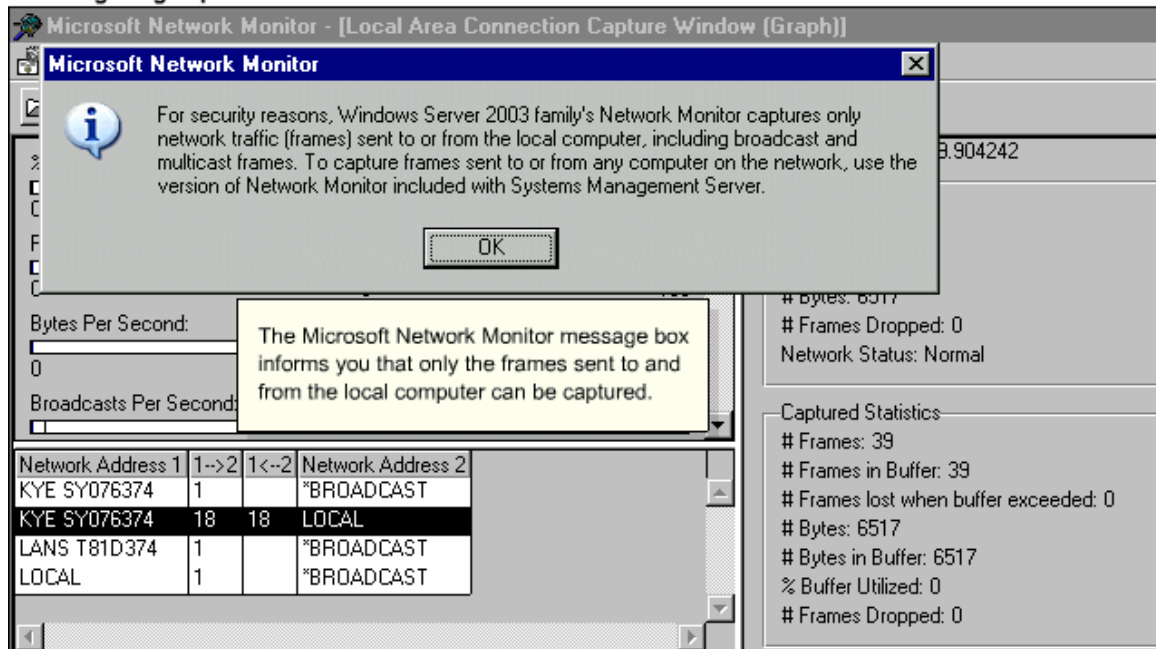 Microsoft Network Monitor - [Local Area Connection Capture Window (Graph)]
Microsoft Network Monitor
For security reasons, Windows Server 2003 family's Network Monitor captures only
network traffic (frames) sent to or from the local computer, including broadcast and
multicast frames. To capture frames sent to or from any computer on the network, use the
version of Network Monitor included with Systems Management Server.
OK
%
F
Bytes Per Second:
0
Broadcasts Per Second:
The Microsoft Network Monitor message box
informs you that only the frames sent to and
from the local computer can be captured.
Network Address 1 1-->2 1<--2 Network Address 2
KYE SY076374 1 *BROADCAST
KYE SY076374 18 18 LOCAL
LANS T81D374 1 *BROADCAST
LOCAL 1 *BROADCAST
.904242
# Bytes: 6517
# Frames Dropped: 0
Network Status: Normal
Captured Statistics
# Frames: 39
# Frames in Buffer: 39
# Frames lost when buffer exceeded: 0
# Bytes: 6517
# Bytes in Buffer: 6517
% Buffer Utilized: 0
# Frames Dropped: 0